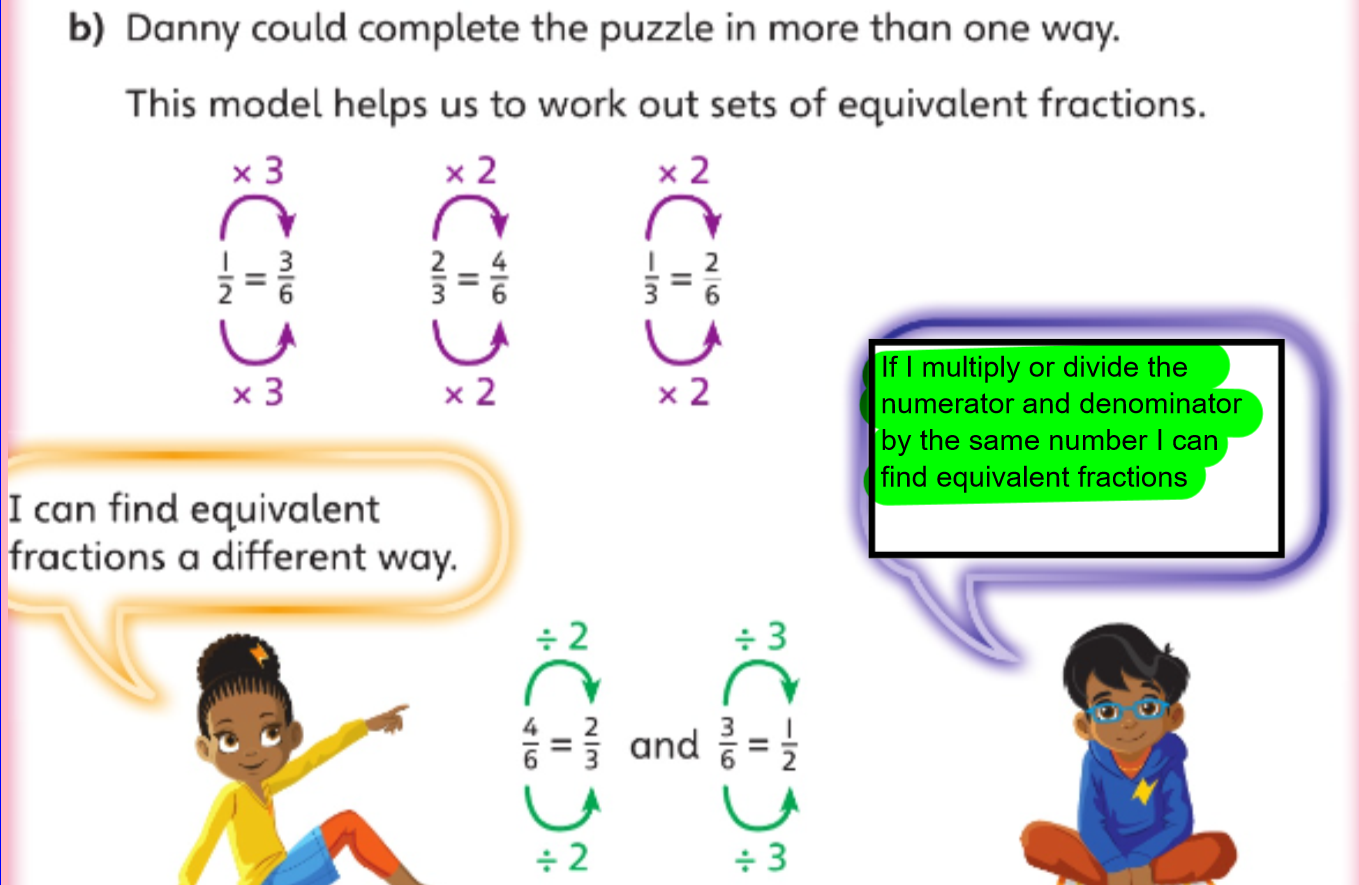 b) Danny could complete the puzzle in more than one way.
This model helps us to work out sets of equivalent fractions.
× 3 × 2 × 2
1/2 = 3/6 2/3 = 4/6 1/3 = 2/6
× 3 × 2 × 2
If I multiply or divide the
numerator and denominator
by the same number I can
find equivalent fractions
I can find equivalent
fractions a different way.
÷ 2 ÷ 3
4/6 = 2/3 and 3/6 = 1/2
÷ 2 ÷ 3